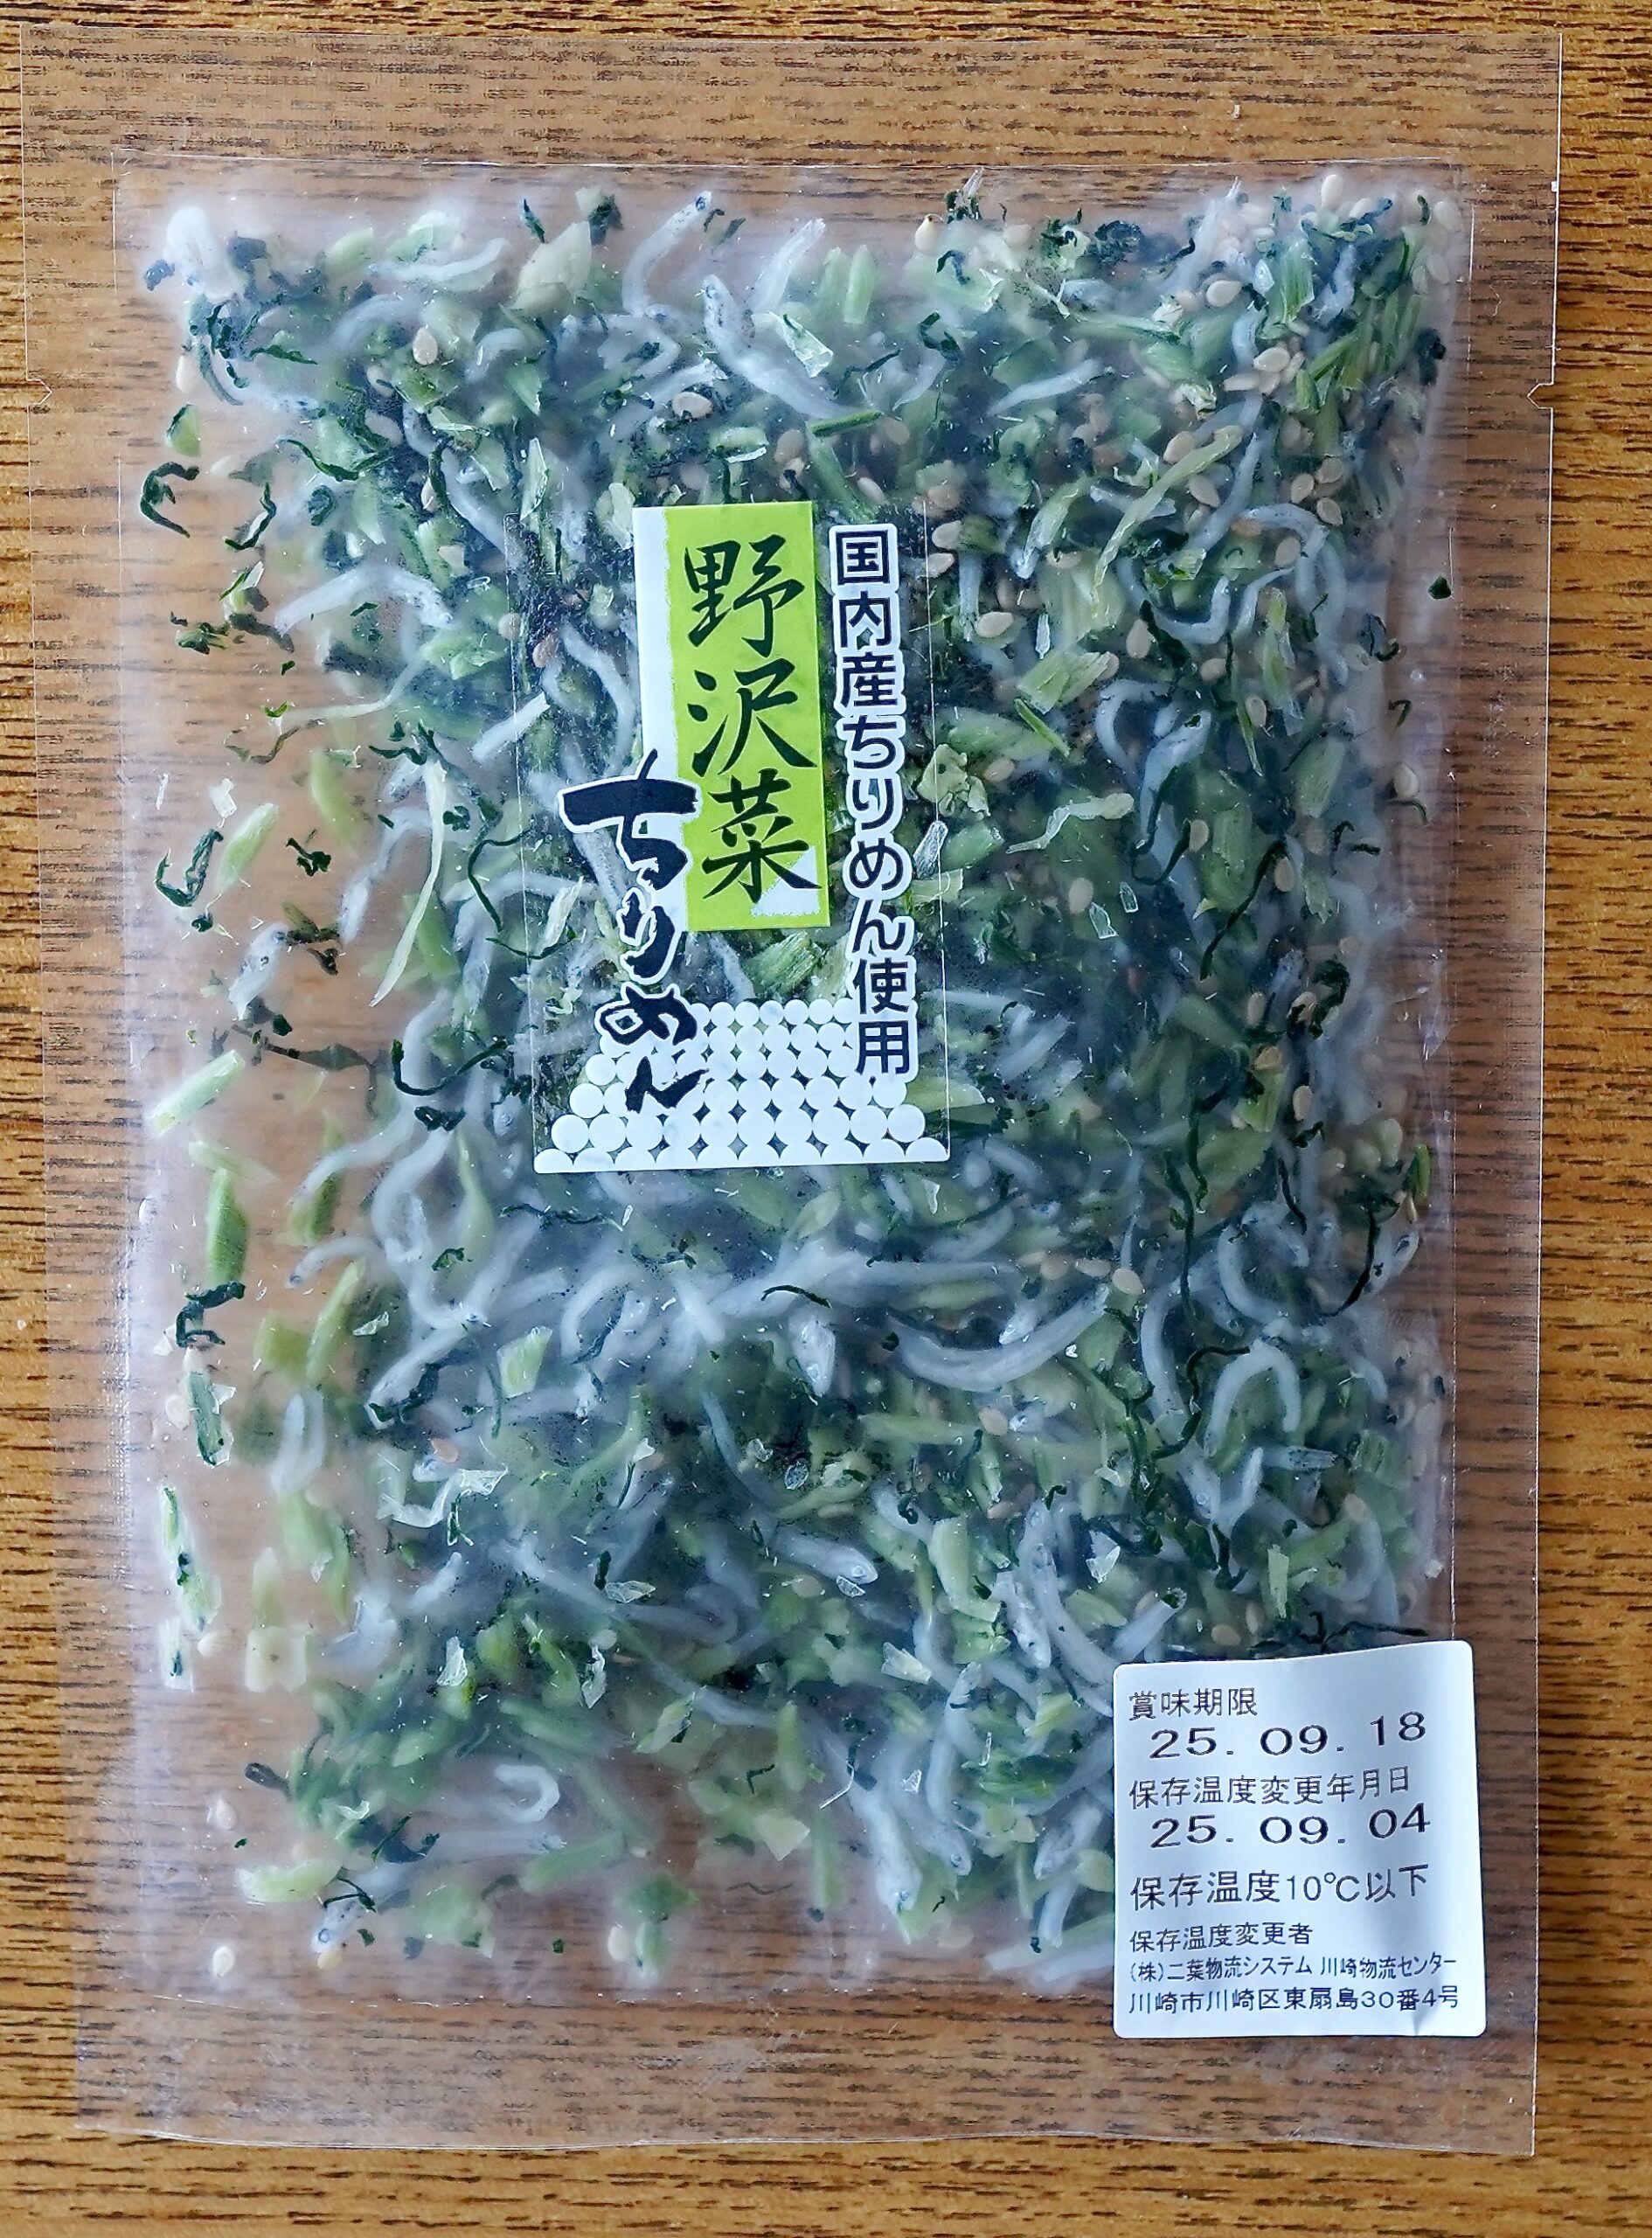 国内産ちりめん使用
野沢菜
ちりめん
賞味期限
25. 09. 18
保存温度変更年月日
25. 09. 04
保存温度10℃以下
保存温度変更者
(株)二葉物流システム 川崎物流センター
川崎市川崎区東扇島30番4号